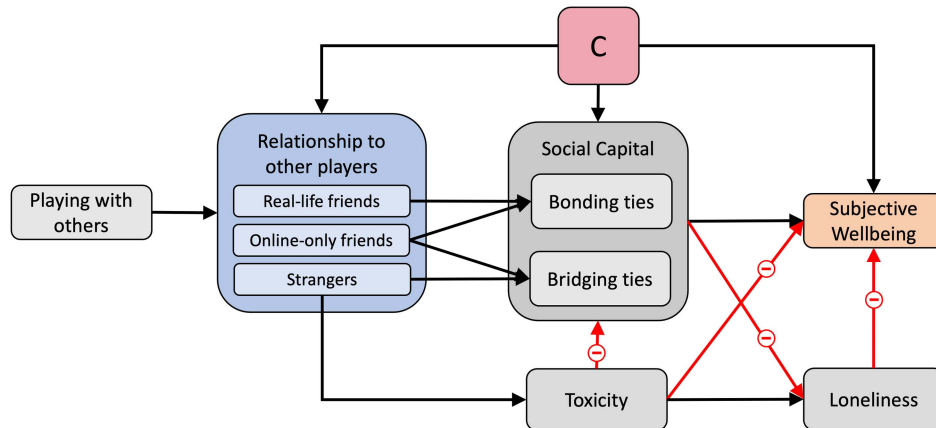 C
Relationship to
other players
Social Capital
Real-life friends
Bonding ties
Playing with
others
Subjective
Wellbeing
Online-only friends
Strangers
Bridging ties
Toxicity
Loneliness